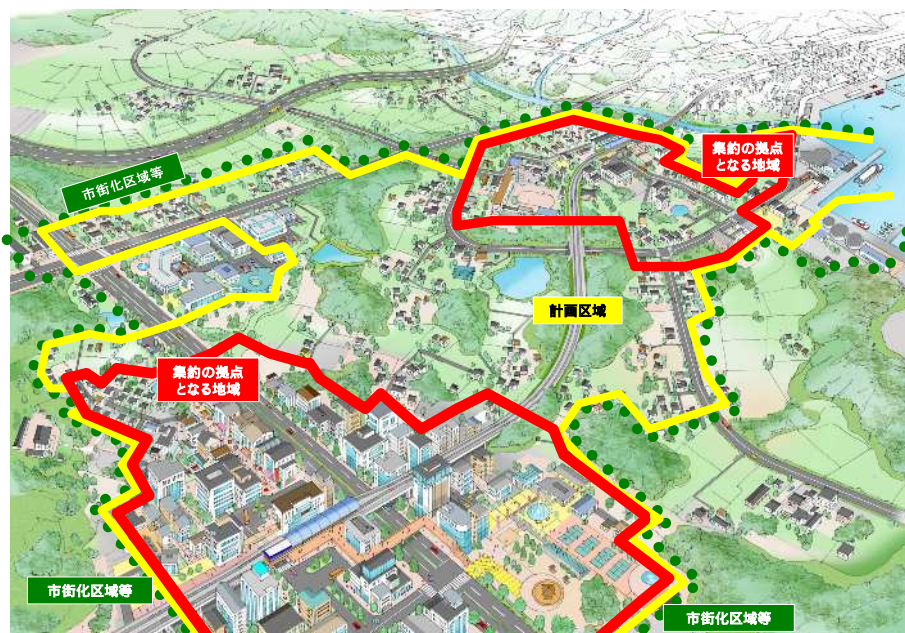 集約の拠点
となる地域
市街化区域等
計画区域
集約の拠点
となる地域
市街化区域等
市街化区域等